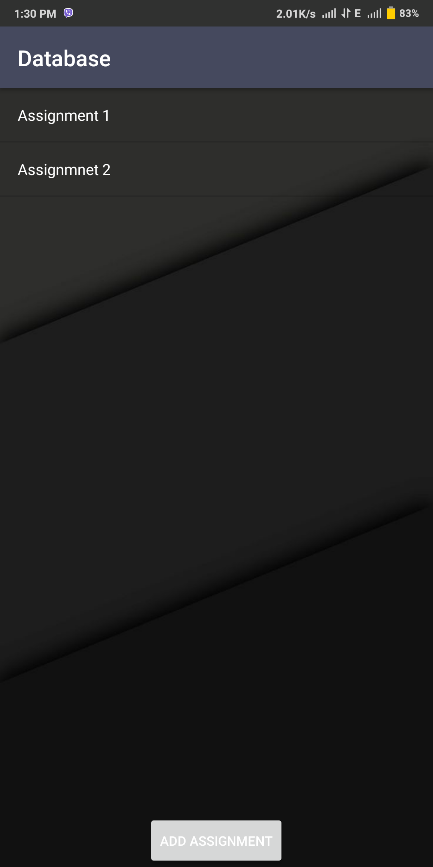 1:30 PM 2.01K/s E 83%
Database
Assignment 1
Assignmnet 2
ADD ASSIGNMENT